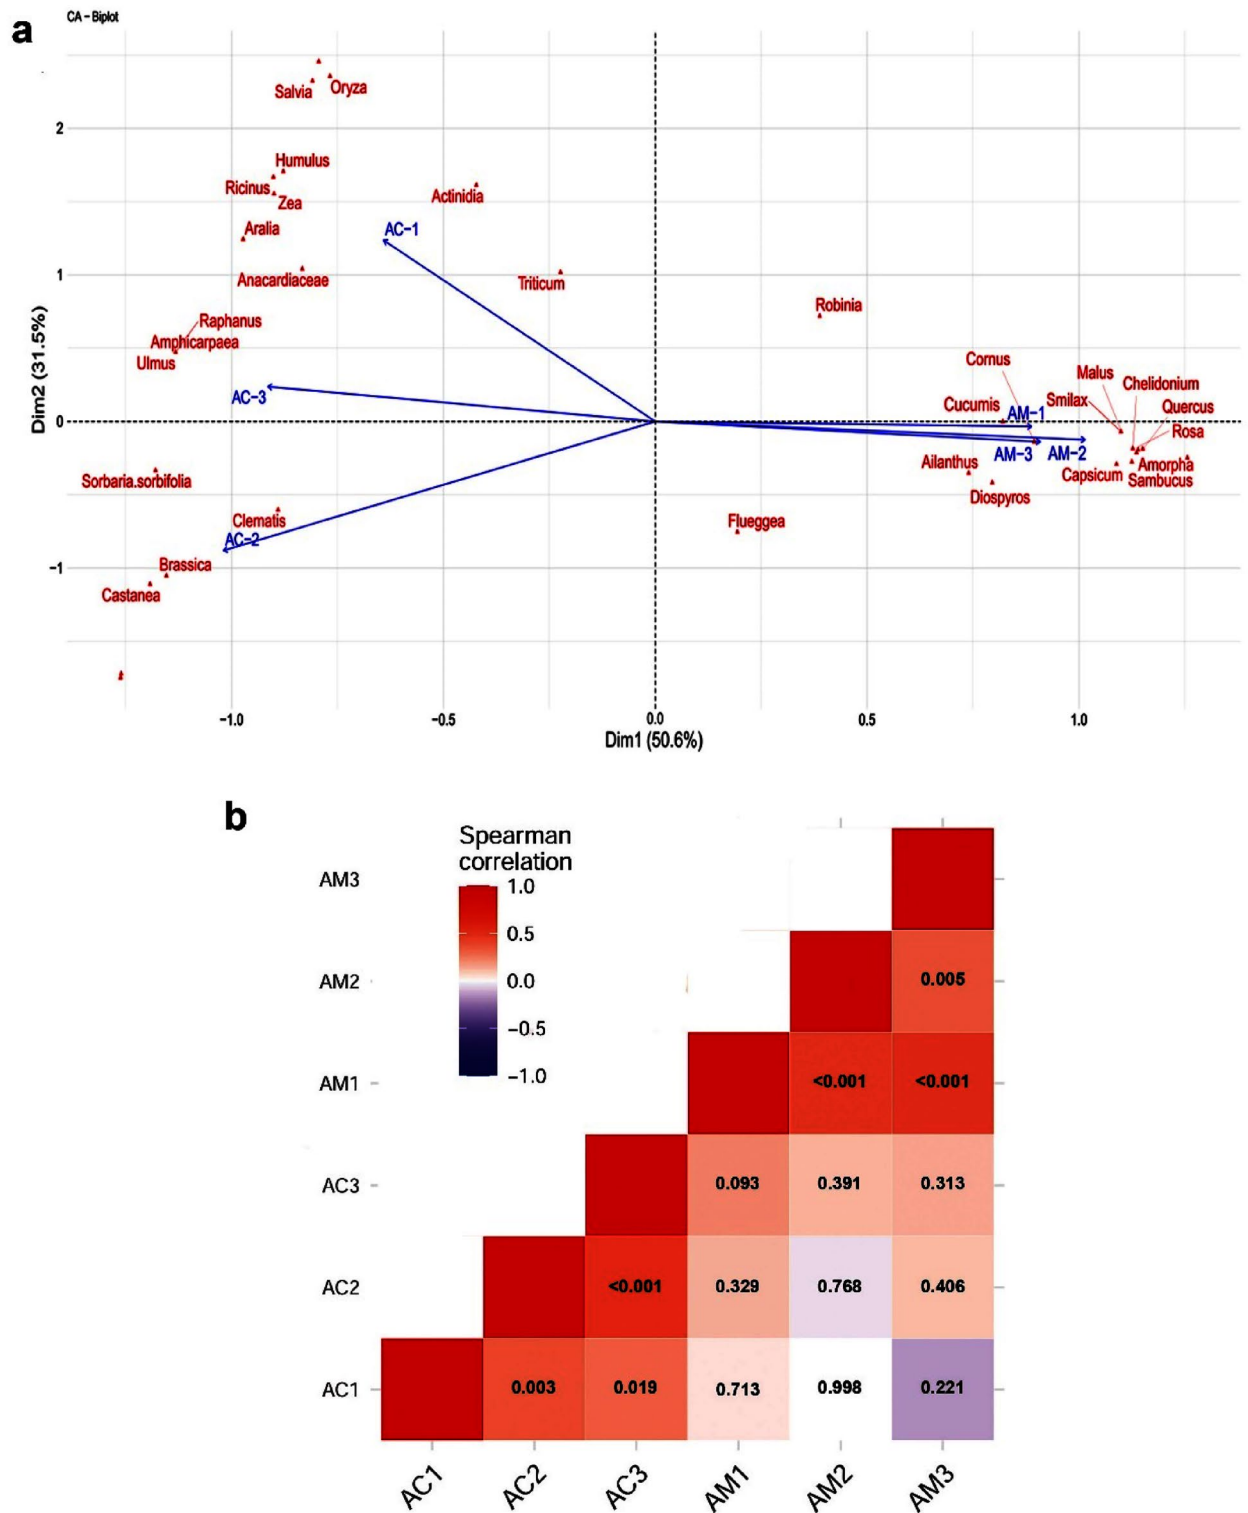 a
CA - Biplot
Salvia
Oryza
2
Humulus
Ricinus
Zea
Actinidia
Aralia
AC-1
Anacardiaceae
1
Triticum
Robinia
Raphanus
Amphicarpaea
Ulmus
Cornus
Malus
Chelidonium
AC-3
Cucumis
AM-1
Smilax
Quercus
Dim2 (31.5%)
0
Rosa
AM-3
AM-2
Ailanthus
Capsicum
Amorpha
Sambucus
Sorbaria.sorbifolia
Diospyros
Clematis
AC-2
Flueggea
Brassica
-1
Castanea
-1.0 -0.5 0.0 0.5 1.0
Dim1 (50.6%)
b
Spearman
correlation
1.0
0.5
0.0
-0.5
-1.0
AM3
AM2 0.005
AM1 <0.001 <0.001
AC3 0.093 0.391 0.313
AC2 <0.001 0.329 0.768 0.406
AC1 0.003 0.019 0.713 0.998 0.221
AC1 AC2 AC3 AM1 AM2 AM3